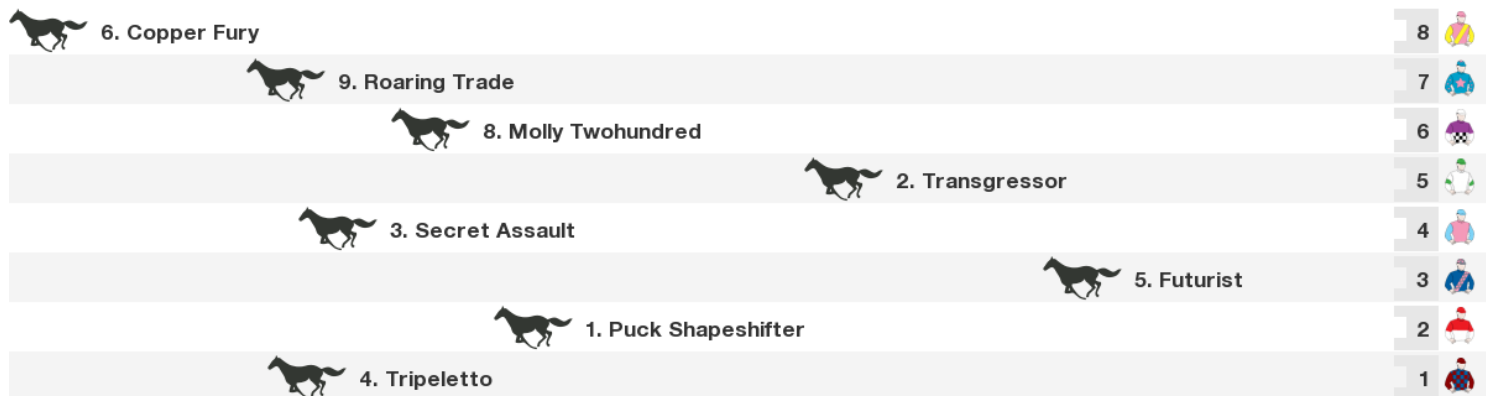 6. Copper Fury 8
9. Roaring Trade 7
8. Molly Twohundred 6
2. Transgressor 5
3. Secret Assault 4
5. Futurist 3
1. Puck Shapeshifter 2
4. Tripeletto 1